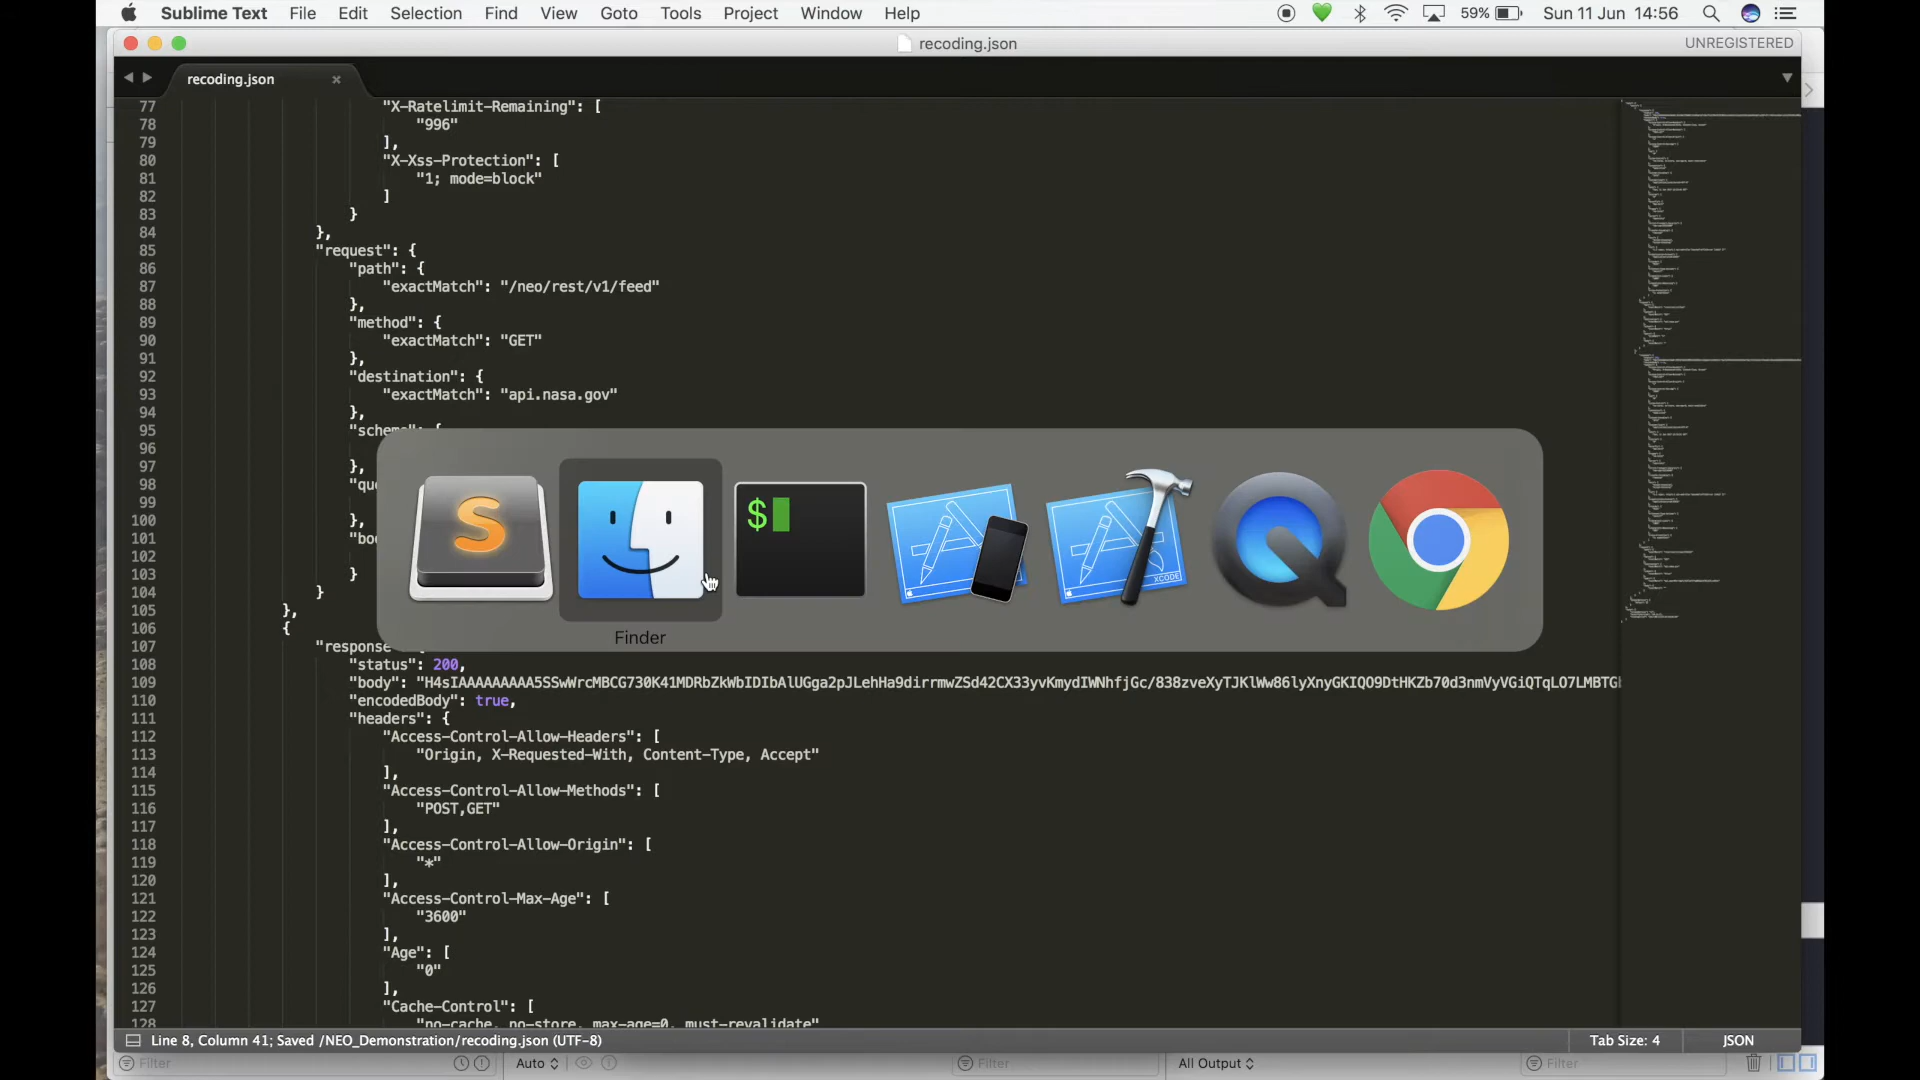 Sublime Text File Edit Selection Find View Goto Tools Project Window Help 59% Sun 11 Jun 14:56
recoding.json UNREGISTERED
recoding.json ×
77 "X-Ratelimit-Remaining": [
78 "996"
79 ],
80 "X-Xss-Protection": [
81 "1; mode=block"
82 ]
83 }
84 },
85 "request": {
86 "path": {
87 "exactMatch": "/neo/rest/v1/feed"
88 },
89 "method": {
90 "exactMatch": "GET"
91 },
92 "destination": {
93 "exactMatch": "api.nasa.gov"
94 },
95 "scheme": {
96
97 },
98 "que
99
100 },
101 "bo
102
103 }
104 }
105 },
106 {
107 "response
108 "status": 200,
109 "body":
110 "encodedBody": true,
111 "headers": {
112 "Access-Control-Allow-Headers": [
113 "Origin, X-Requested-With, Content-Type, Accept"
114 ],
115 "Access-Control-Allow-Methods": [
116 "POST,GET"
117 ],
118 "Access-Control-Allow-Origin": [
119 "*"
120 ],
121 "Access-Control-Max-Age": [
122 "3600"
123 ],
124 "Age": [
125 "0"
126 ],
127 "Cache-Control": [
128 "no-cache, no-store, max-age=0, must-revalidate"
S
$
XCODE
Finder
Line 8, Column 41; Saved /NEO_Demonstration/recoding.json (UTF-8) Tab Size: 4 JSON
Filter Auto Filter All Output Filter